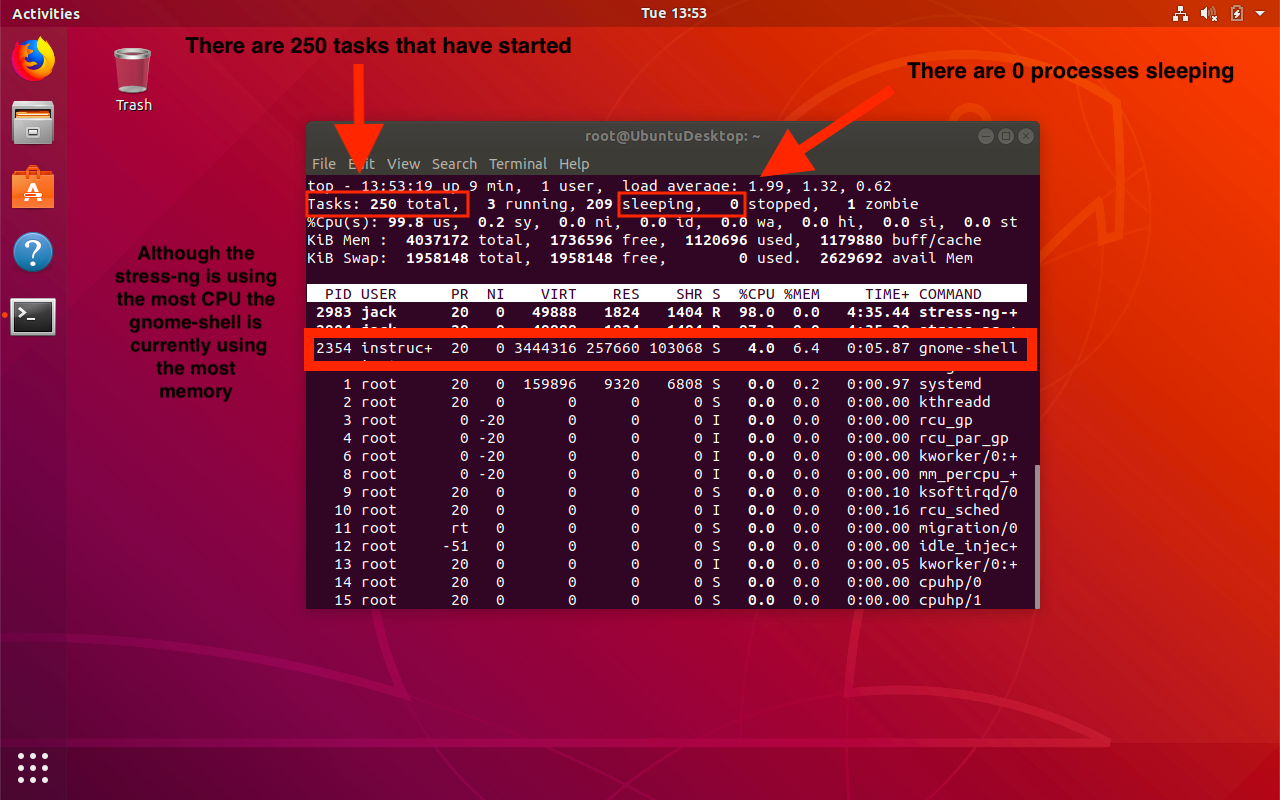 Activities
Tue 13:53
There are 250 tasks that have started
There are 0 processes sleeping
Trash
root@UbuntuDesktop: ~
File Edit View Search Terminal Help
top - 13:53:19 up 9 min,  1 user,  load average: 1.99, 1.32, 0.62
Tasks: 250 total,   3 running, 209 sleeping,   0 stopped,   1 zombie
%Cpu(s): 99.8 us,  0.2 sy,  0.0 ni,  0.0 id,  0.0 wa,  0.0 hi,  0.0 si,  0.0 st
KiB Mem :  4037172 total,  1736596 free,  1120696 used,  1179880 buff/cache
KiB Swap:  1958148 total,  1958148 free,        0 used.  2629692 avail Mem
PID USER      PR  NI    VIRT    RES    SHR S  %CPU %MEM     TIME+ COMMAND
2983 jack      20   0   49888   1824   1404 R  98.0  0.0   4:35.44 stress-ng-+
2354 instruc+  20   0 3444316 257660 103068 S   4.0  6.4   0:05.87 gnome-shell
1 root      20   0  159896   9320   6808 S   0.0  0.2   0:00.97 systemd
2 root      20   0       0      0      0 S   0.0  0.0   0:00.00 kthreadd
3 root       0 -20       0      0      0 I   0.0  0.0   0:00.00 rcu_gp
4 root       0 -20       0      0      0 I   0.0  0.0   0:00.00 rcu_par_gp
6 root       0 -20       0      0      0 I   0.0  0.0   0:00.00 kworker/0:+
8 root       0 -20       0      0      0 I   0.0  0.0   0:00.00 mm_percpu_+
9 root      20   0       0      0      0 S   0.0  0.0   0:00.10 ksoftirqd/0
10 root      20   0       0      0      0 I   0.0  0.0   0:00.16 rcu_sched
11 root      rt   0       0      0      0 S   0.0  0.0   0:00.00 migration/0
12 root     -51   0       0      0      0 S   0.0  0.0   0:00.00 idle_injec+
13 root      20   0       0      0      0 I   0.0  0.0   0:00.05 kworker/0:+
14 root      20   0       0      0      0 S   0.0  0.0   0:00.00 cpuhp/0
15 root      20   0       0      0      0 S   0.0  0.0   0:00.00 cpuhp/1
Although the
stress-ng is using
the most CPU the
gnome-shell is
currently using
the most
memory